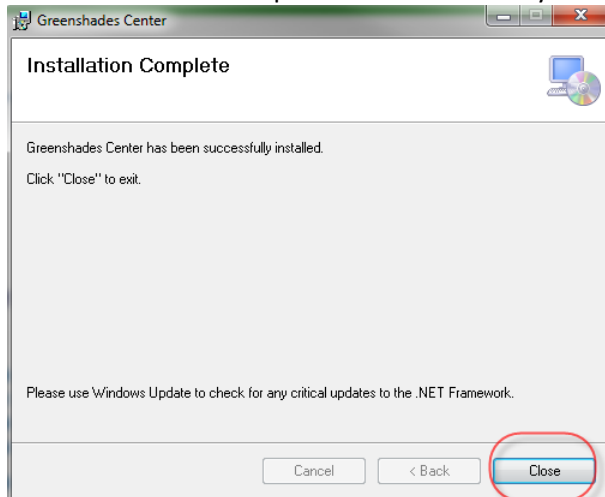 Greenshades Center
Installation Complete
Greenshades Center has been successfully installed.
Click "Close" to exit.
Please use Windows Update to check for any critical updates to the .NET Framework.
Cancel
< Back
Close